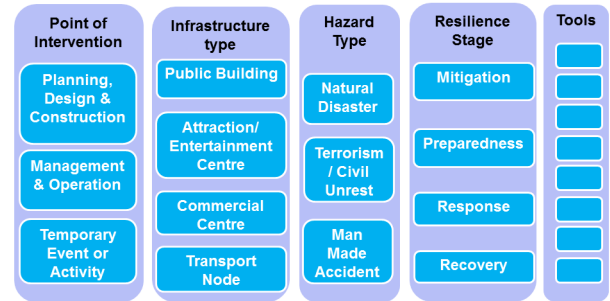 Point of
Intervention
Planning,
Design &
Construction
Management
& Operation
Temporary
Event or
Activity
Infrastructure
type
Public Building
Attraction/
Entertainment
Centre
Commercial
Centre
Transport
Node
Hazard
Type
Natural
Disaster
Terrorism
/ Civil
Unrest
Man
Made
Accident
Resilience
Stage
Mitigation
Preparedness
Response
Recovery
Tools